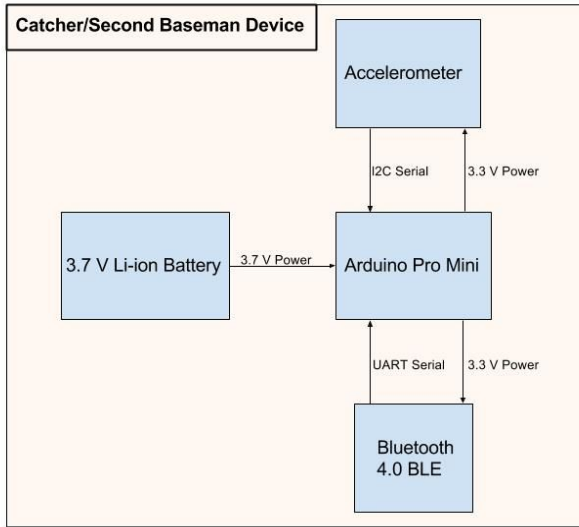 Catcher/Second Baseman Device
Accelerometer
I2C Serial
3.3 V Power
3.7 V Li-ion Battery
3.7 V Power
Arduino Pro Mini
UART Serial
3.3 V Power
Bluetooth
4.0 BLE